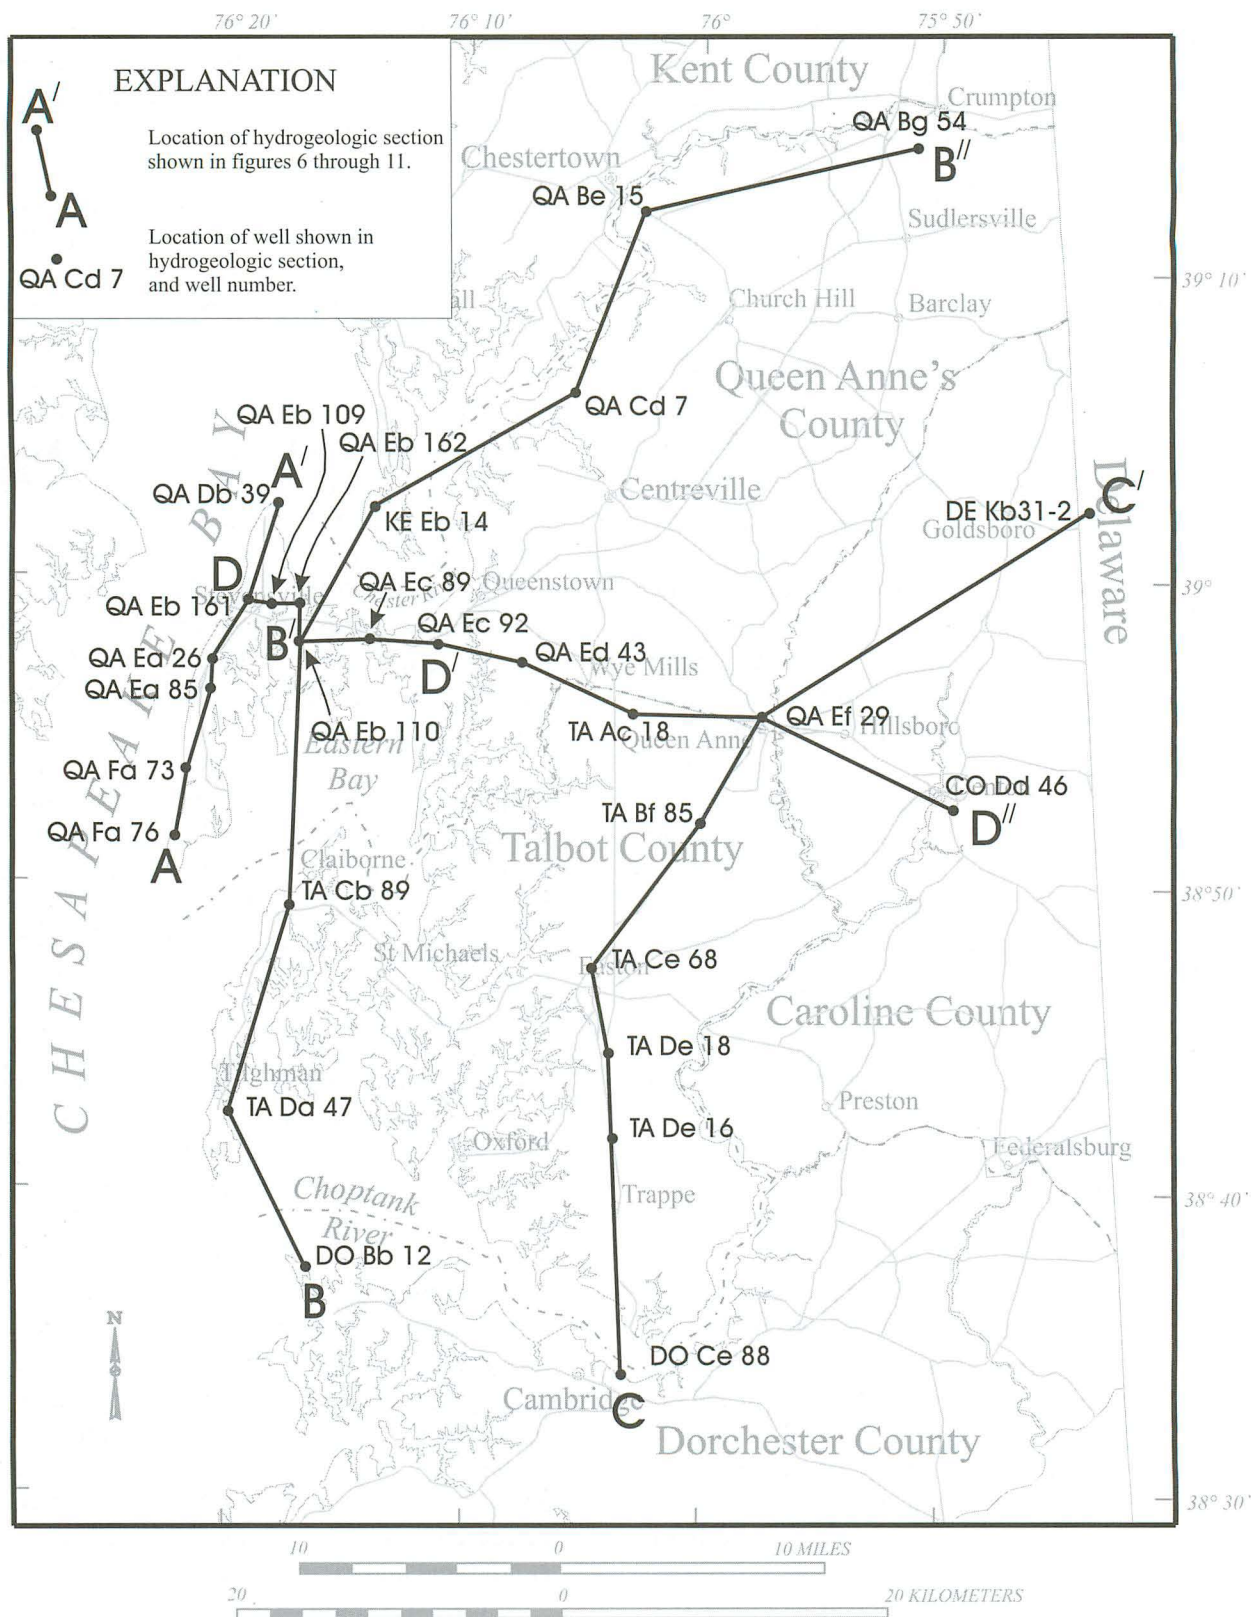 76° 20'
76° 10'
76°
75° 50'
EXPLANATION
A/
A
Location of hydrogeologic section
shown in figures 6 through 11.
QA Cd 7
Location of well shown in
hydrogeologic section,
and well number.
Kent County
Crumpton
QA Bg 54
B//
Chestertown
QA Be 15
Sudlersville
39° 10'
all
Church Hill
Barclay
Queen Anne's
County
QA Cd 7
QA Eb 109
QA Eb 162
A/
QA Db 39
Centreville
KE Eb 14
DE Kb31-2
C/
Goldsboro
Delaware
D
Stevensville
QA Eb 161
QA Ec 89
Queenstown
Chester River
39°
B/
QA Ec 92
D/
QA Ea 26
QA Ed 43
Wye Mills
QA Ea 85
QA Eb 110
Eastern
Bay
TA Ac 18
Queen Anne
QA Ef 29
Hillsboro
QA Fa 73
CO Dd 46
Denton
D//
TA Bf 85
QA Fa 76
A
Talbot County
CHESAPEAKE BAY
Claiborne
TA Cb 89
38° 50'
St Michaels
TA Ce 68
Easton
Caroline County
TA De 18
Tilghman
TA Da 47
Preston
TA De 16
Oxford
Federalsburg
Choptank
River
Trappe
38° 40'
DO Bb 12
B
N
DO Ce 88
Cambridge
C
Dorchester County
38° 30'
10
0
10 MILES
20
0
20 KILOMETERS